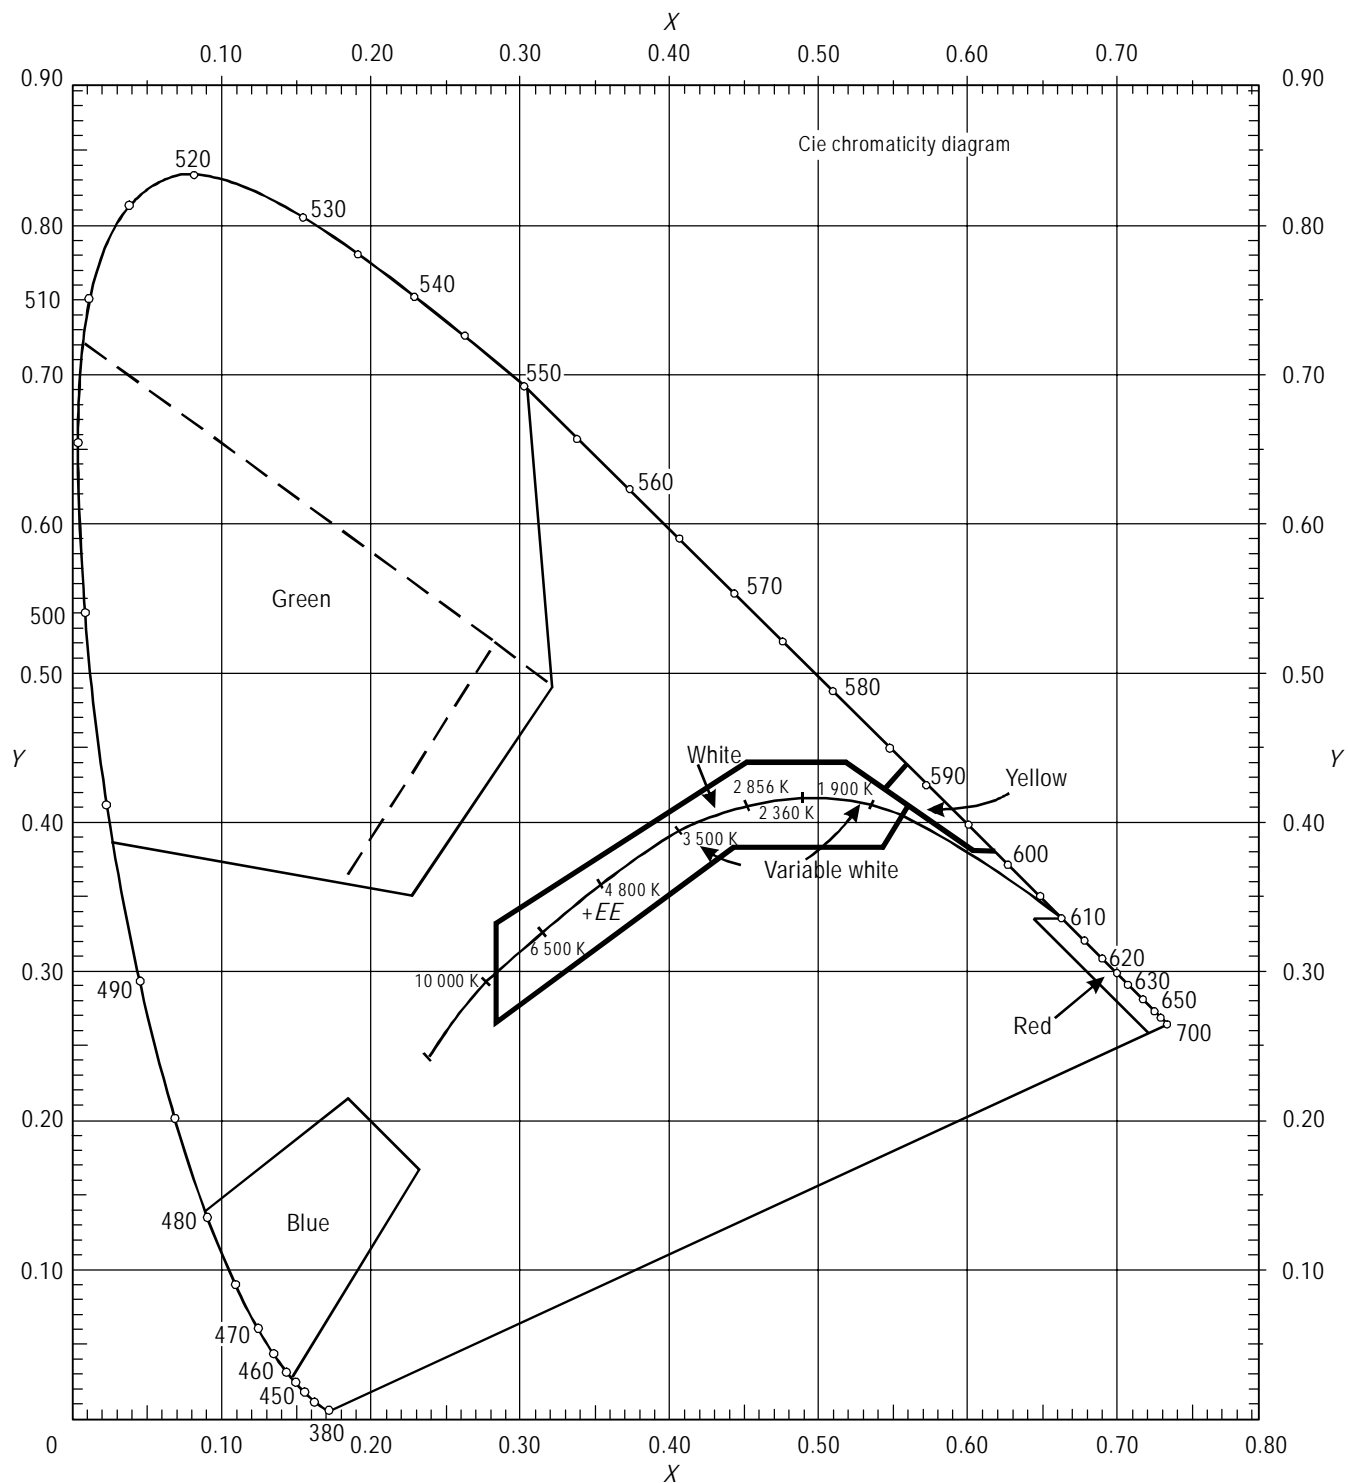 X
0.10 0.20 0.30 0.40 0.50 0.60 0.70
0.90 0.90
Cie chromaticity diagram
520
530
0.80 0.80
540
510
550
0.70 0.70
560
0.60 0.60
570
Green
500
0.50 0.50
580
White
Y Y
590
Yellow
2 856 K 1 900 K
2 360 K
0.40 0.40
3 500 K
600
Variable white
4 800 K
+EE
610
6 500 K
620
0.30 0.30
10 000 K
630
490
650
Red
700
0.20 0.20
480
Blue
0.10 0.10
470
460
450
380
0 0.10 0.20 0.30 0.40 0.50 0.60 0.70 0.80
X